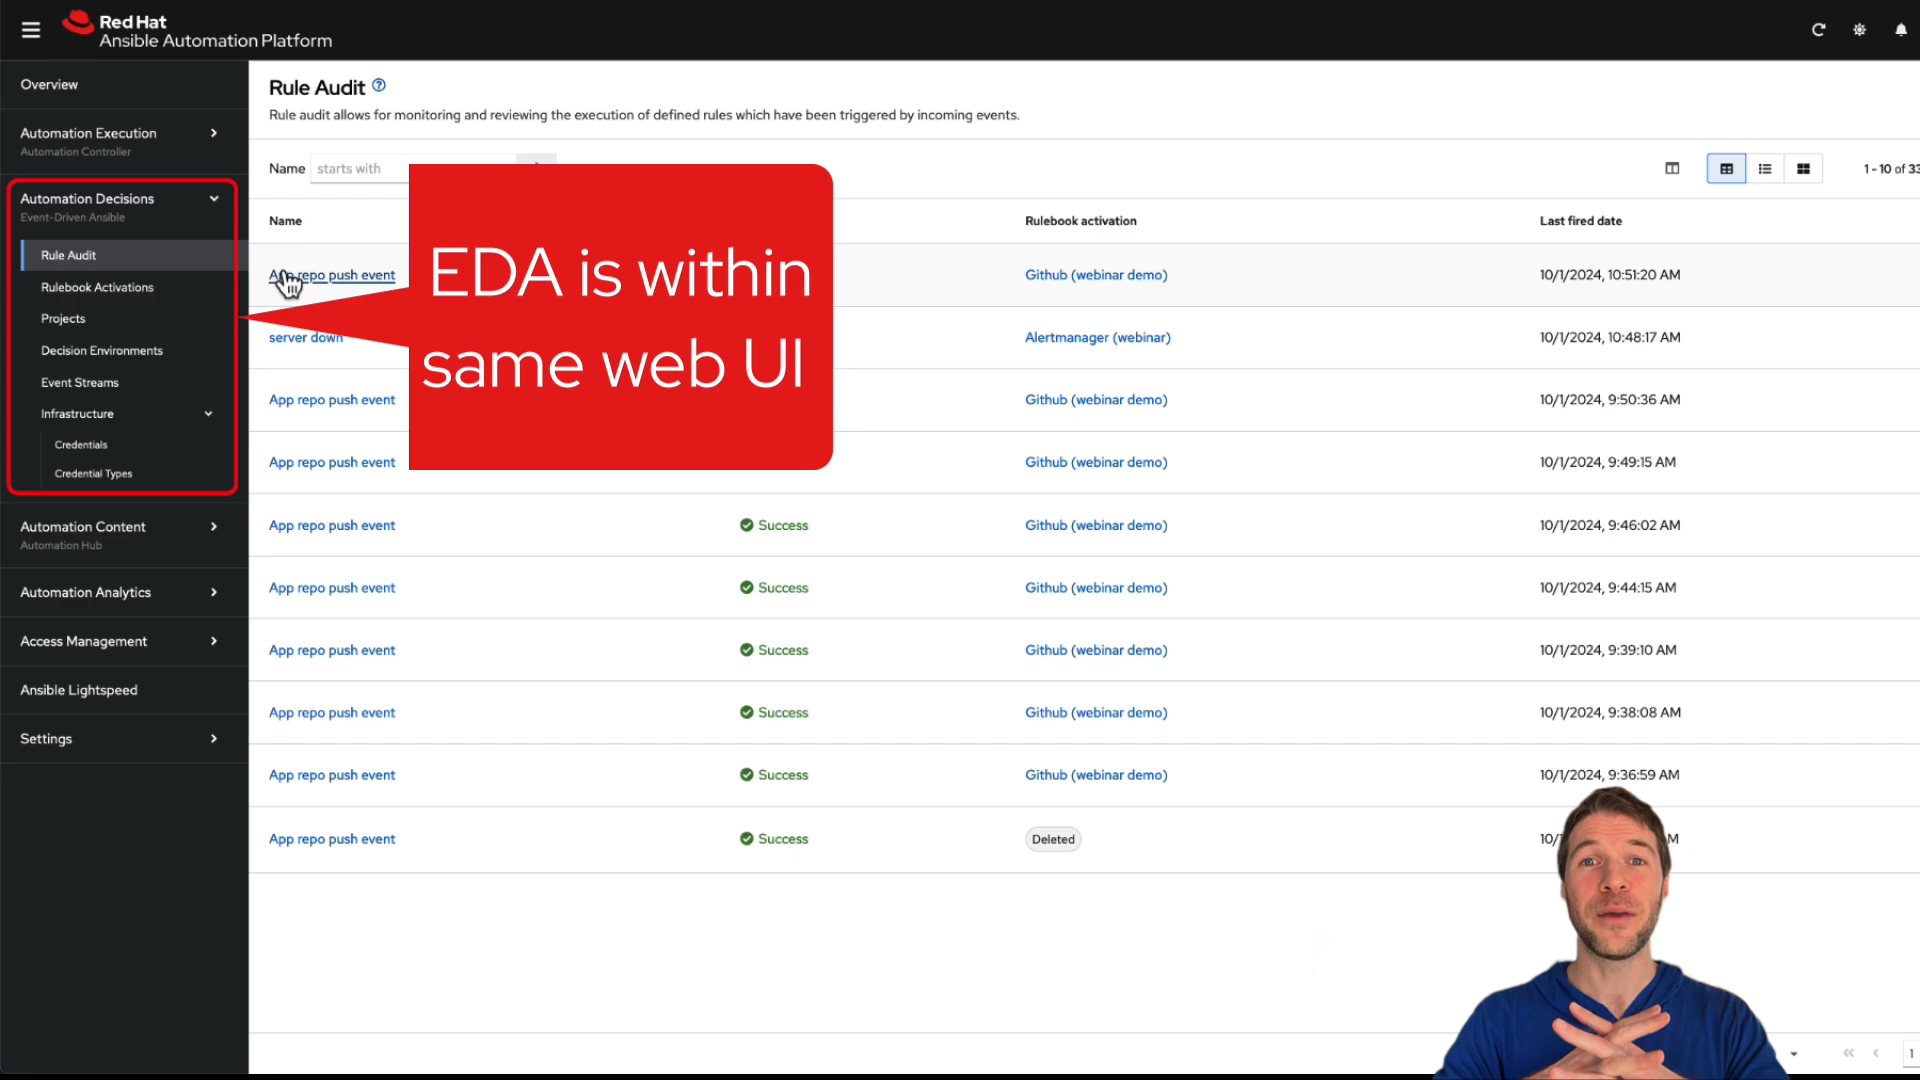 Red Hat
Ansible Automation Platform
Overview
Automation Execution
Automation Controller
Automation Decisions
Event-Driven Ansible
Rule Audit
Rulebook Activations
Projects
Decision Environments
Event Streams
Infrastructure
Credentials
Credential Types
Automation Content
Automation Hub
Automation Analytics
Access Management
Ansible Lightspeed
Settings
Rule Audit
Rule audit allows for monitoring and reviewing the execution of defined rules which have been triggered by incoming events.
Name starts with
1 - 10 of 33
EDA is within
same web UI
Name Rulebook activation Last fired date
App repo push event Github (webinar demo) 10/1/2024, 10:51:20 AM
server down Alertmanager (webinar) 10/1/2024, 10:48:17 AM
App repo push event Github (webinar demo) 10/1/2024, 9:50:36 AM
App repo push event Github (webinar demo) 10/1/2024, 9:49:15 AM
App repo push event Success Github (webinar demo) 10/1/2024, 9:46:02 AM
App repo push event Success Github (webinar demo) 10/1/2024, 9:44:15 AM
App repo push event Success Github (webinar demo) 10/1/2024, 9:39:10 AM
App repo push event Success Github (webinar demo) 10/1/2024, 9:38:08 AM
App repo push event Success Github (webinar demo) 10/1/2024, 9:36:59 AM
App repo push event Success Deleted 10/ M
1